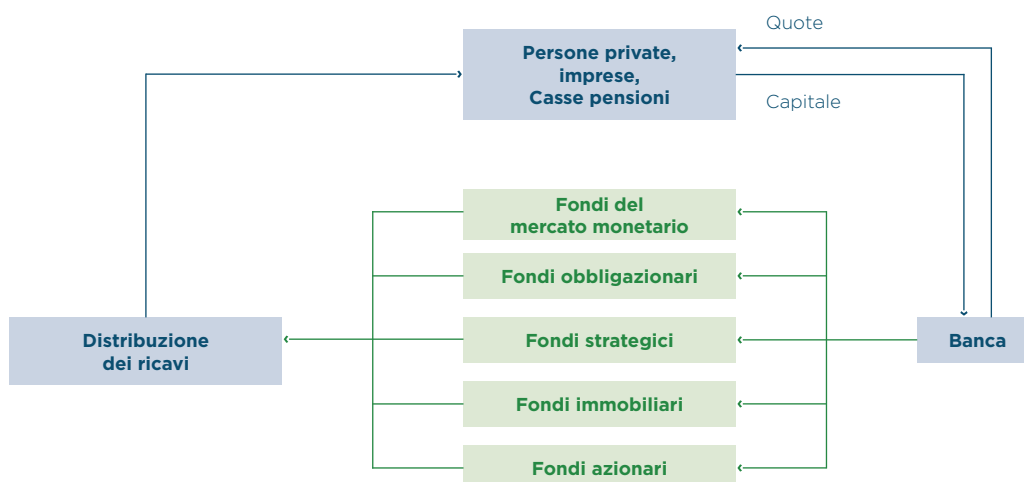 Quote
Persone private,
imprese,
Casse pensioni
Capitale
Fondi del
mercato monetario
Fondi obbligazionari
Distribuzione
dei ricavi
Fondi strategici
Banca
Fondi immobiliari
Fondi azionari